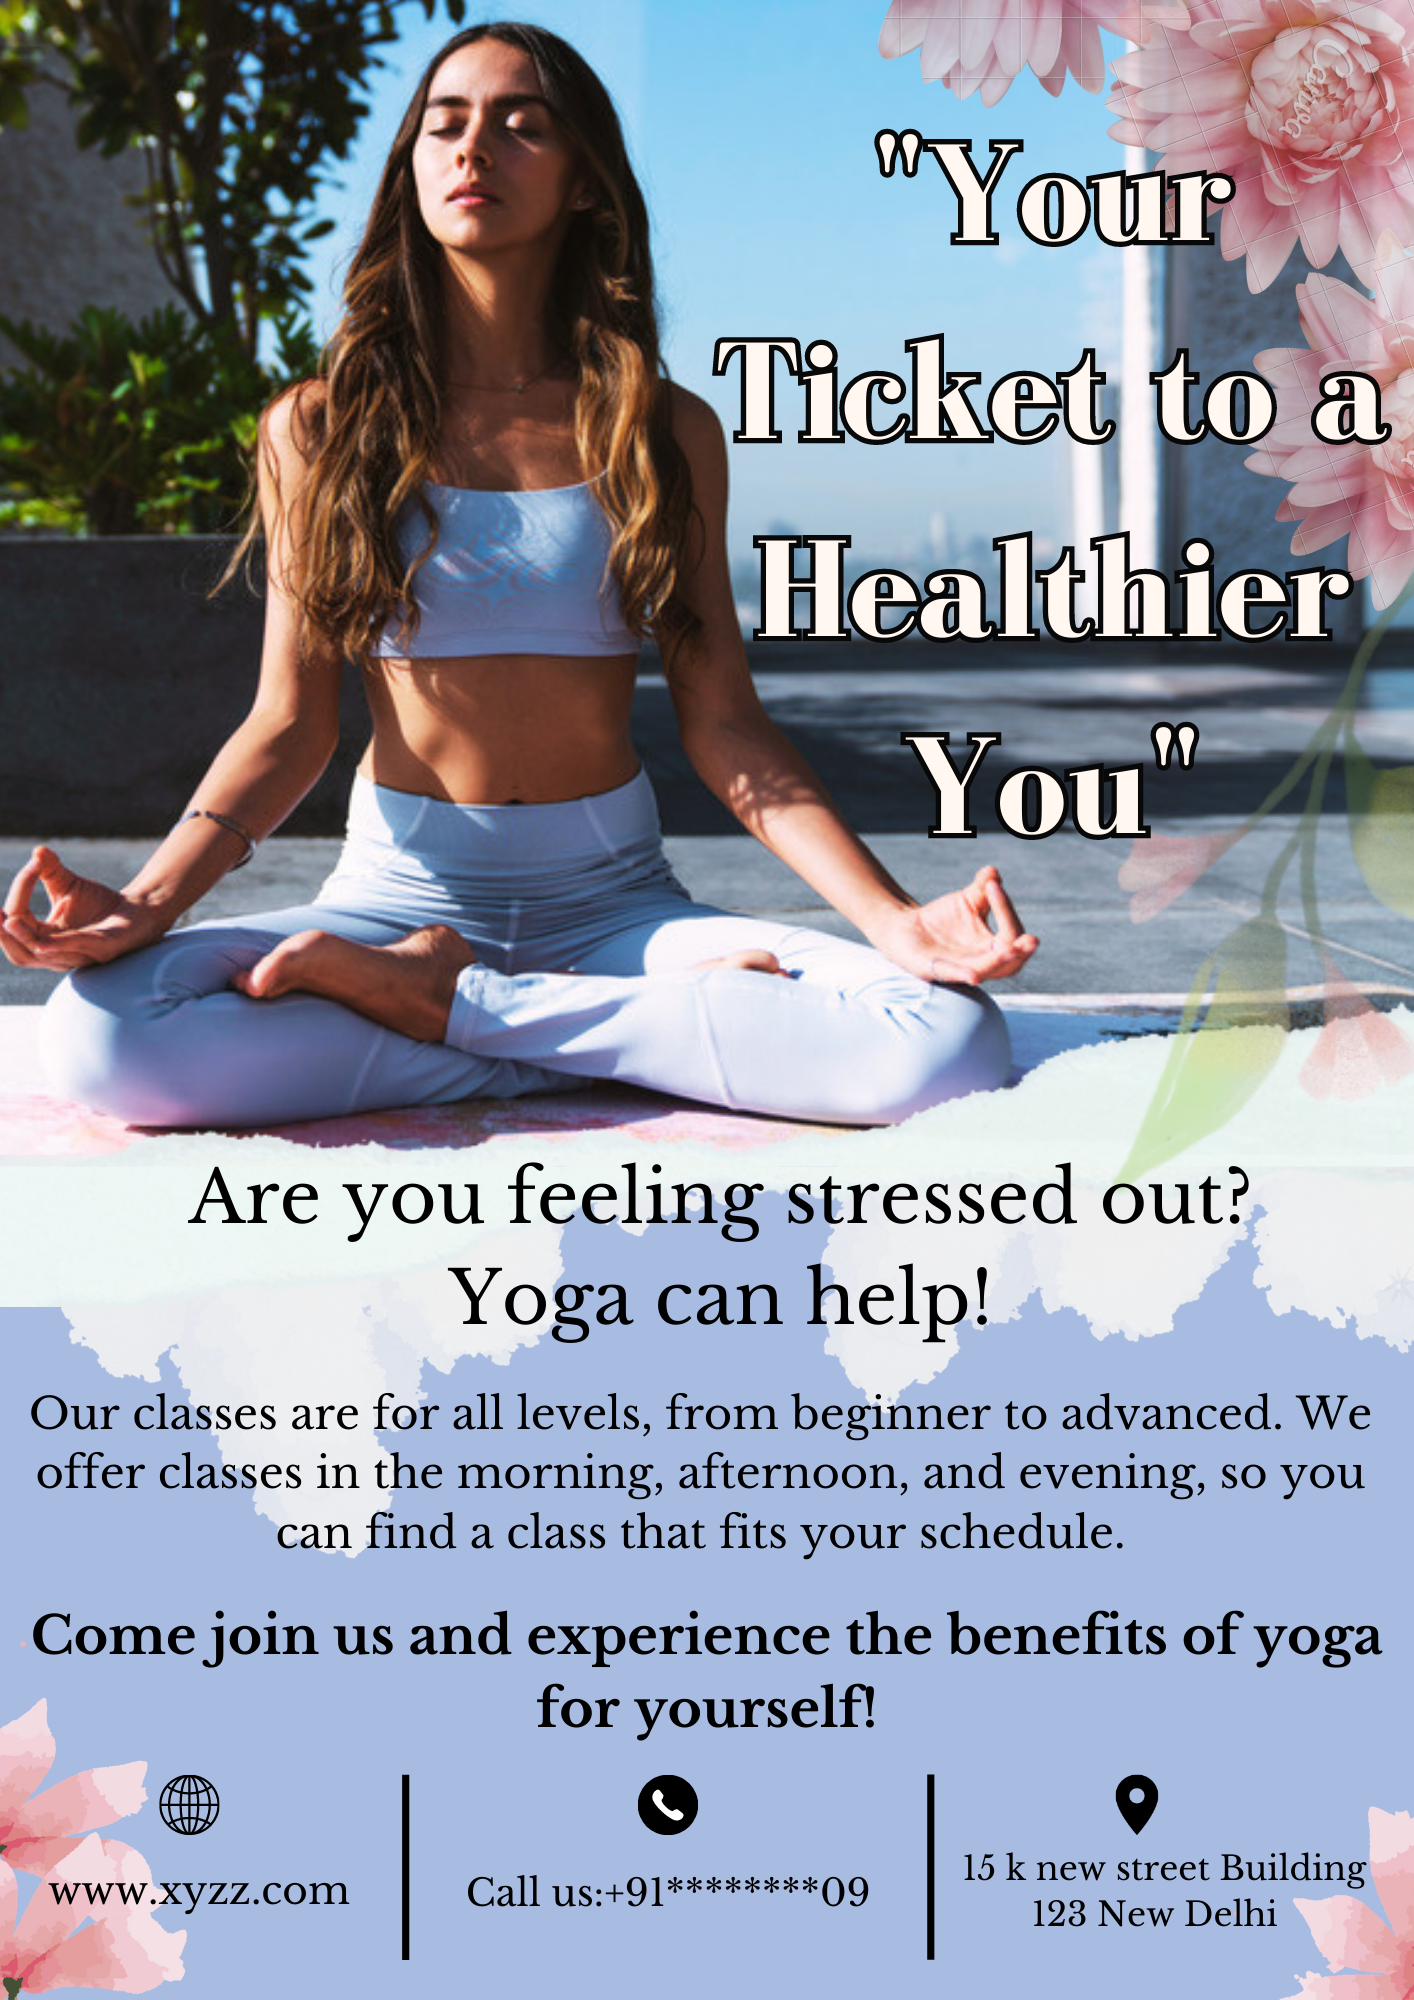 "Your
Ticket to a
Healthier
You"
Canva
Are you feeling stressed out?
Yoga can help!
Our classes are for all levels, from beginner to advanced. We
offer classes in the morning, afternoon, and evening, so you
can find a class that fits your schedule.
Come join us and experience the benefits of yoga
for yourself!
www.xyzz.com
Call us:+91********09
15 k new street Building
123 New Delhi